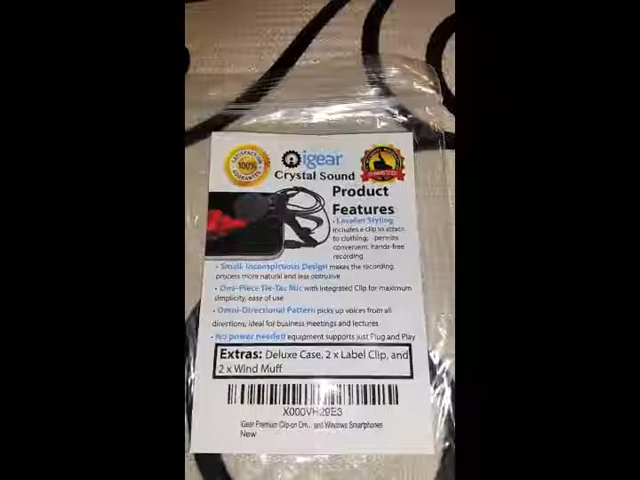 SATISFACTION
100%
GUARANTEE
igear
Crystal Sound
Product
Features
• Lavalier Styling
includes a clip to attach
to clothing, permits
convenient, hands-free
recording
• Small Inconspicuous Design makes the recording
process more natural and less obtrusive
• One-Piece Tie-Tac Mic with Integrated Clip for maximum
simplicity, ease of use
• Omni-Directional Pattern picks up voices from all
directions, ideal for business meetings and lectures
• No power needed equipment supports just Plug and Play
Extras: Deluxe Case, 2 x Label Clip, and
2 x Wind Muff
X000VH29E3
iGear Premium Clip-on Om... and Windows Smartphones
New